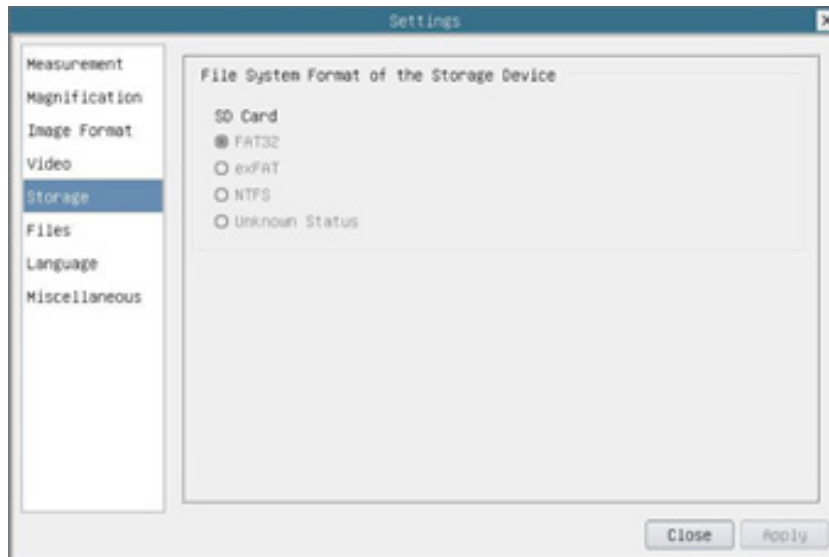 Settings
Measurement
Magnification
Image Format
Video
Storage
Files
Language
Miscellaneous
File System Format of the Storage Device
SD Card
FAT32
exFAT
NTFS
Unknown Status
Close
Apply